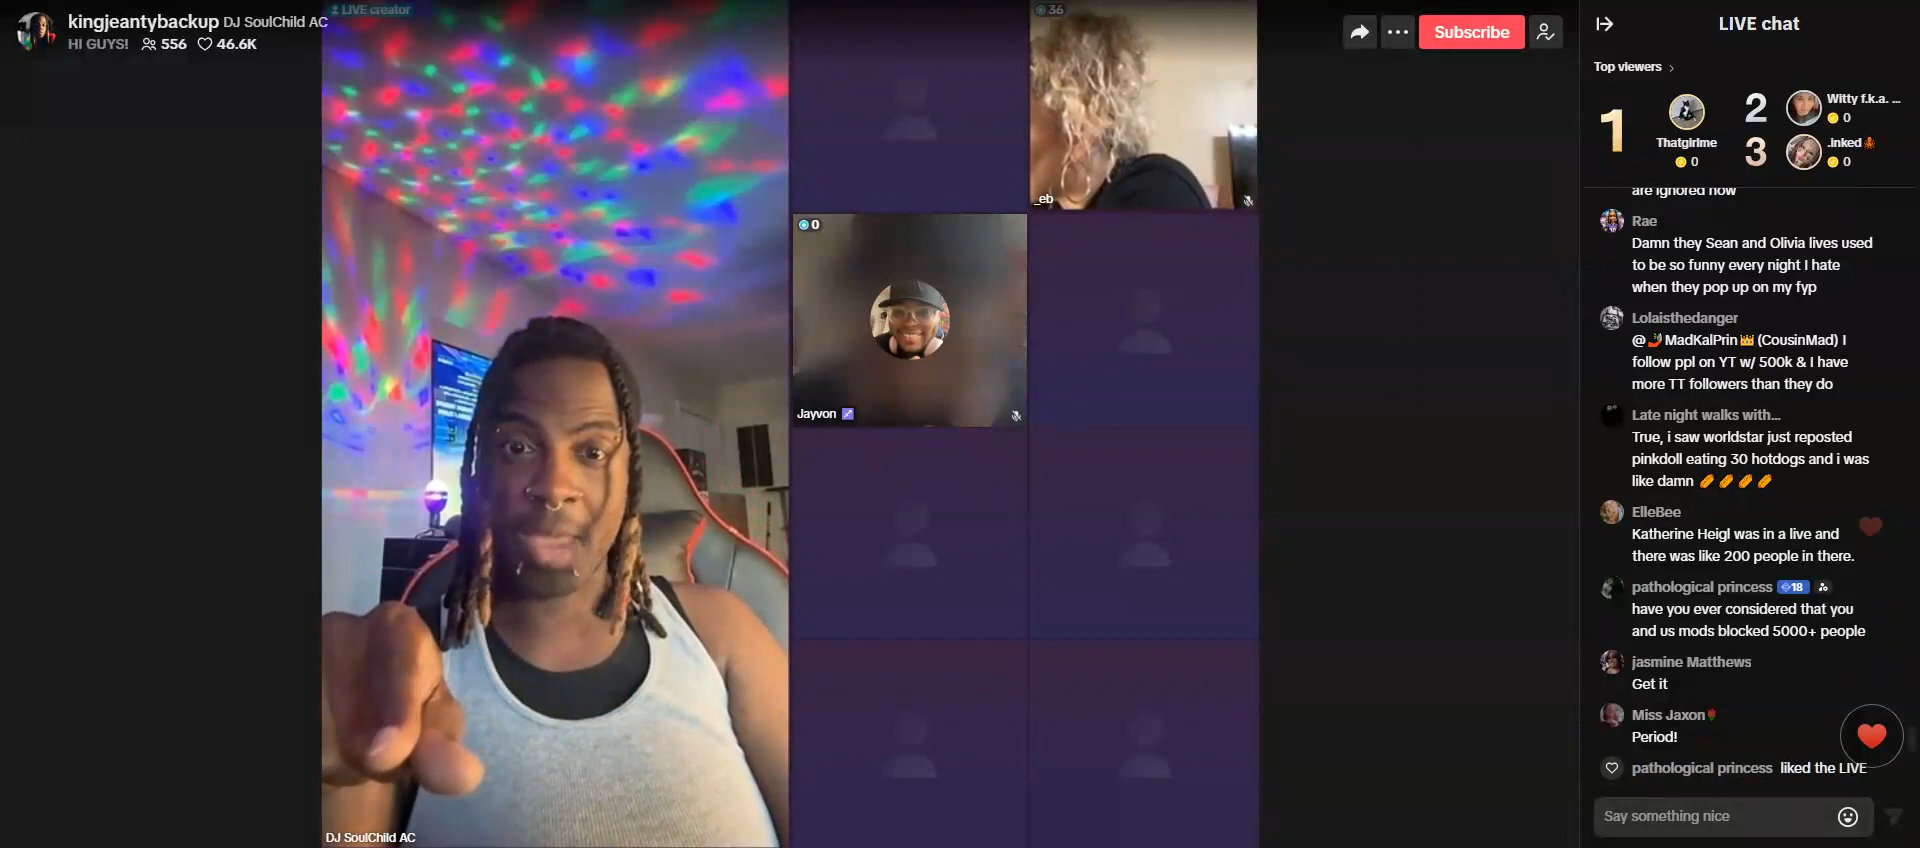 kingjeantybackup DJ SoulChild AC
HI GUYS! 556 46.6K
LIVE creator
36
Subscribe
_eb
0
Jayvon
DJ SoulChild AC
LIVE chat
Top viewers
1
Thatgirlme
0
2
Witty f.k.a. ...
0
3
.inked🐙
0
are ignored now
Rae
Damn they Sean and Olivia lives used
to be so funny every night I hate
when they pop up on my fyp
Lolaisthedanger
@💅🏾MadKalPrin👑(CousinMad) I
follow ppl on YT w/ 500k & I have
more TT followers than they do
Late night walks with...
True, i saw worldstar just reposted
pinkdoll eating 30 hotdogs and i was
like damn 🌭🌭🌭🌭
ElleBee
Katherine Heigl was in a live and
there was like 200 people in there.
pathological princess 18
have you ever considered that you
and us mods blocked 5000+ people
jasmine Matthews
Get it
Miss Jaxon🌹
Period!
pathological princess liked the LIVE
Say something nice